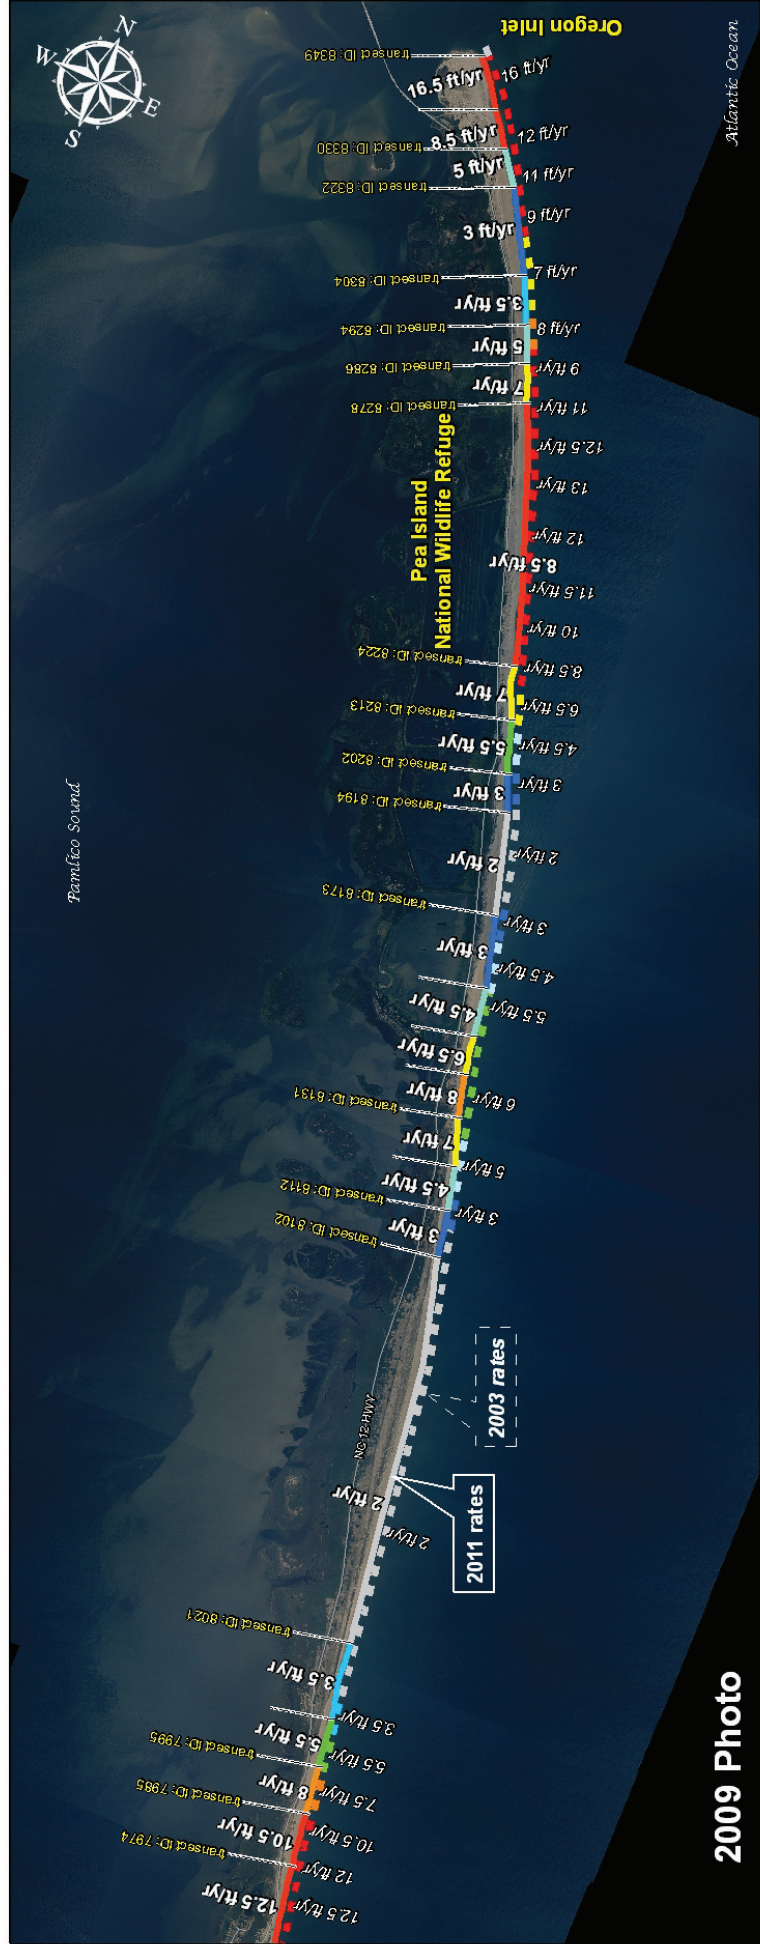 N
W
E
S
Oregon Inlet
Atlantic Ocean
transect ID: 8349
16.5 ft/yr
16 ft/yr
8.5 ft/yr
12 ft/yr
transect ID: 8330
5 ft/yr
11 ft/yr
transect ID: 8322
3 ft/yr
9 ft/yr
transect ID: 8304
7 ft/yr
3.5 ft/yr
transect ID: 8294
8 ft/yr
5 ft/yr
transect ID: 8286
9 ft/yr
7 ft/yr
transect ID: 8278
11 ft/yr
12.5 ft/yr
13 ft/yr
Pea Island
National Wildlife Refuge
12 ft/yr
8.5 ft/yr
11.5 ft/yr
10 ft/yr
transect ID: 8224
8.5 ft/yr
7 ft/yr
6.5 ft/yr
transect ID: 8213
5.5 ft/yr
4.5 ft/yr
transect ID: 8202
3 ft/yr
3 ft/yr
transect ID: 8194
Pamlico Sound
2 ft/yr
2 ft/yr
transect ID: 8173
3 ft/yr
3 ft/yr
4.5 ft/yr
4.5 ft/yr
5.5 ft/yr
6.5 ft/yr
8 ft/yr
6 ft/yr
transect ID: 8131
7 ft/yr
5 ft/yr
4.5 ft/yr
transect ID: 8112
3 ft/yr
3 ft/yr
transect ID: 8102
2003 rates
NC 12 HWY
2 ft/yr
2 ft/yr
2011 rates
transect ID: 8021
3.5 ft/yr
3.5 ft/yr
5.5 ft/yr
5.5 ft/yr
transect ID: 7995
8 ft/yr
7.5 ft/yr
transect ID: 7985
10.5 ft/yr
10.5 ft/yr
transect ID: 7974
12 ft/yr
12.5 ft/yr
12.5 ft/yr
2009 Photo